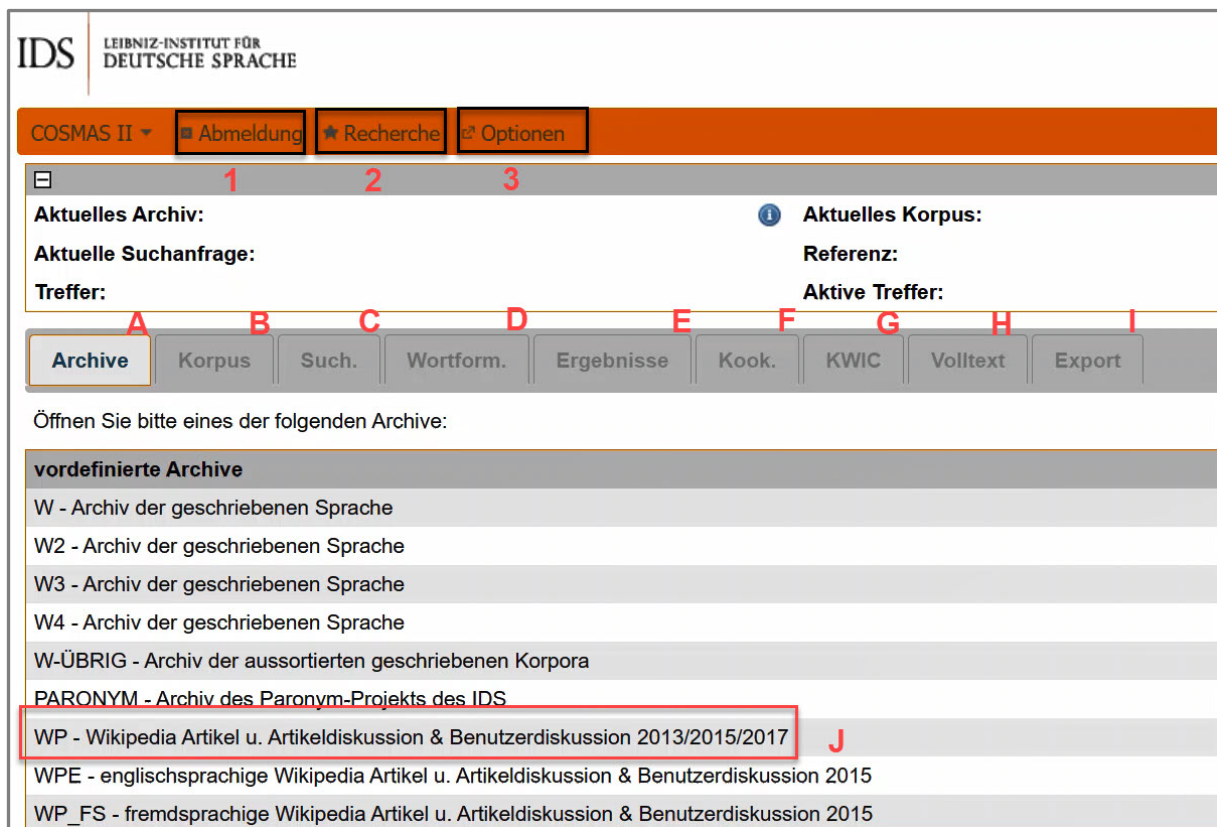 IDS LEIBNIZ-INSTITUT FÜR
DEUTSCHE SPRACHE
COSMAS II Abmeldung Recherche Optionen
1 2 3
Aktuelles Archiv: Aktuelles Korpus:
Aktuelle Suchanfrage: Referenz:
Treffer: Aktive Treffer:
A B C D E F G H I
Archive Korpus Such. Wortform. Ergebnisse Kook. KWIC Volltext Export
Öffnen Sie bitte eines der folgenden Archive:
vordefinierte Archive
W - Archiv der geschriebenen Sprache
W2 - Archiv der geschriebenen Sprache
W3 - Archiv der geschriebenen Sprache
W4 - Archiv der geschriebenen Sprache
W-ÜBRIG - Archiv der aussortierten geschriebenen Korpora
PARONYM - Archiv des Paronym-Projekts des IDS
WP - Wikipedia Artikel u. Artikeldiskussion & Benutzerdiskussion 2013/2015/2017 J
WPE - englischsprachige Wikipedia Artikel u. Artikeldiskussion & Benutzerdiskussion 2015
WP_FS - fremdsprachige Wikipedia Artikel u. Artikeldiskussion & Benutzerdiskussion 2015